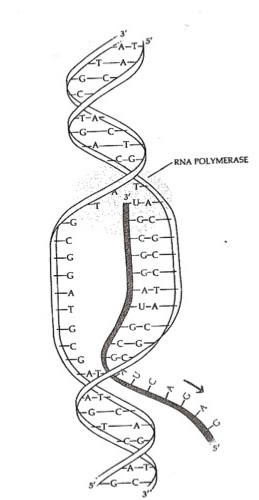 3' 5'
A-T
T-A
G-C
C
T-A
G-C
A-T
C-G
RNA POLYMERASE
A T
T 3' U-A
G G-C
C C-G
G G-C
G G-C
A A-T
T U-A
G G-C
C C-G
G G-C
A-T U C A G A G
A-T
G-C 5'
T-A
C-G
A-T
5' G-C
3'